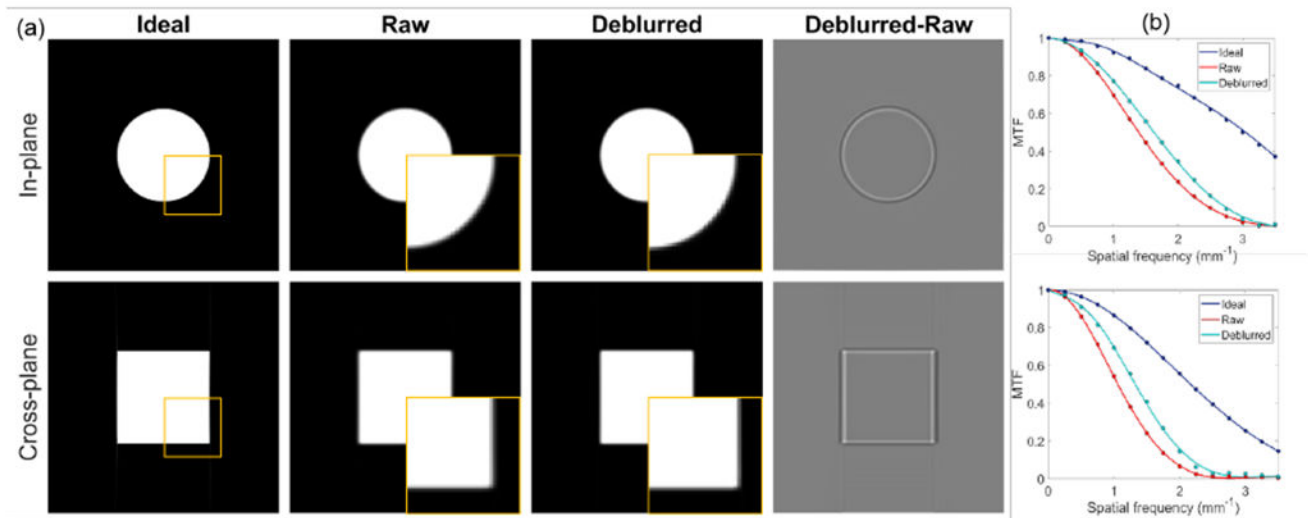 (a)
Ideal Raw Deblurred Deblurred-Raw
In-plane
Cross-plane
(b)
1
0.8
0.6
0.4
0.2
0
MTF
Ideal
Raw
Deblurred
0 1 2 3
Spatial frequency (mm⁻¹)
1
0.8
0.6
0.4
0.2
0
MTF
Ideal
Raw
Deblurred
0 1 2 3
Spatial frequency (mm⁻¹)